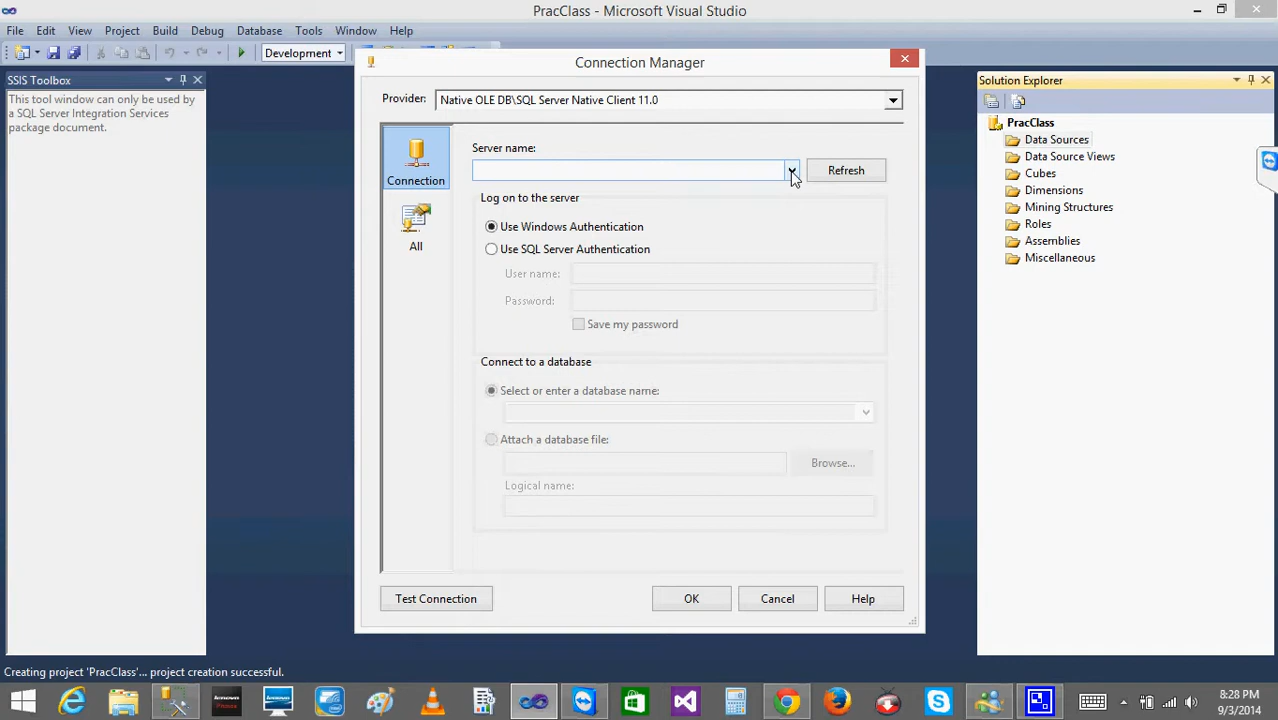 PracClass - Microsoft Visual Studio
File Edit View Project Build Debug Database Tools Window Help
Development
SSIS Toolbox
This tool window can only be used by
a SQL Server Integration Services
package document.
Connection Manager
Provider: Native OLE DB\SQL Server Native Client 11.0
Connection
All
Server name:
Refresh
Log on to the server
Use Windows Authentication
Use SQL Server Authentication
User name:
Password:
Save my password
Connect to a database
Select or enter a database name:
Attach a database file:
Browse...
Logical name:
Test Connection OK Cancel Help
Solution Explorer
PracClass
Data Sources
Data Source Views
Cubes
Dimensions
Mining Structures
Roles
Assemblies
Miscellaneous
Creating project 'PracClass'... project creation successful.
8:28 PM
9/3/2014